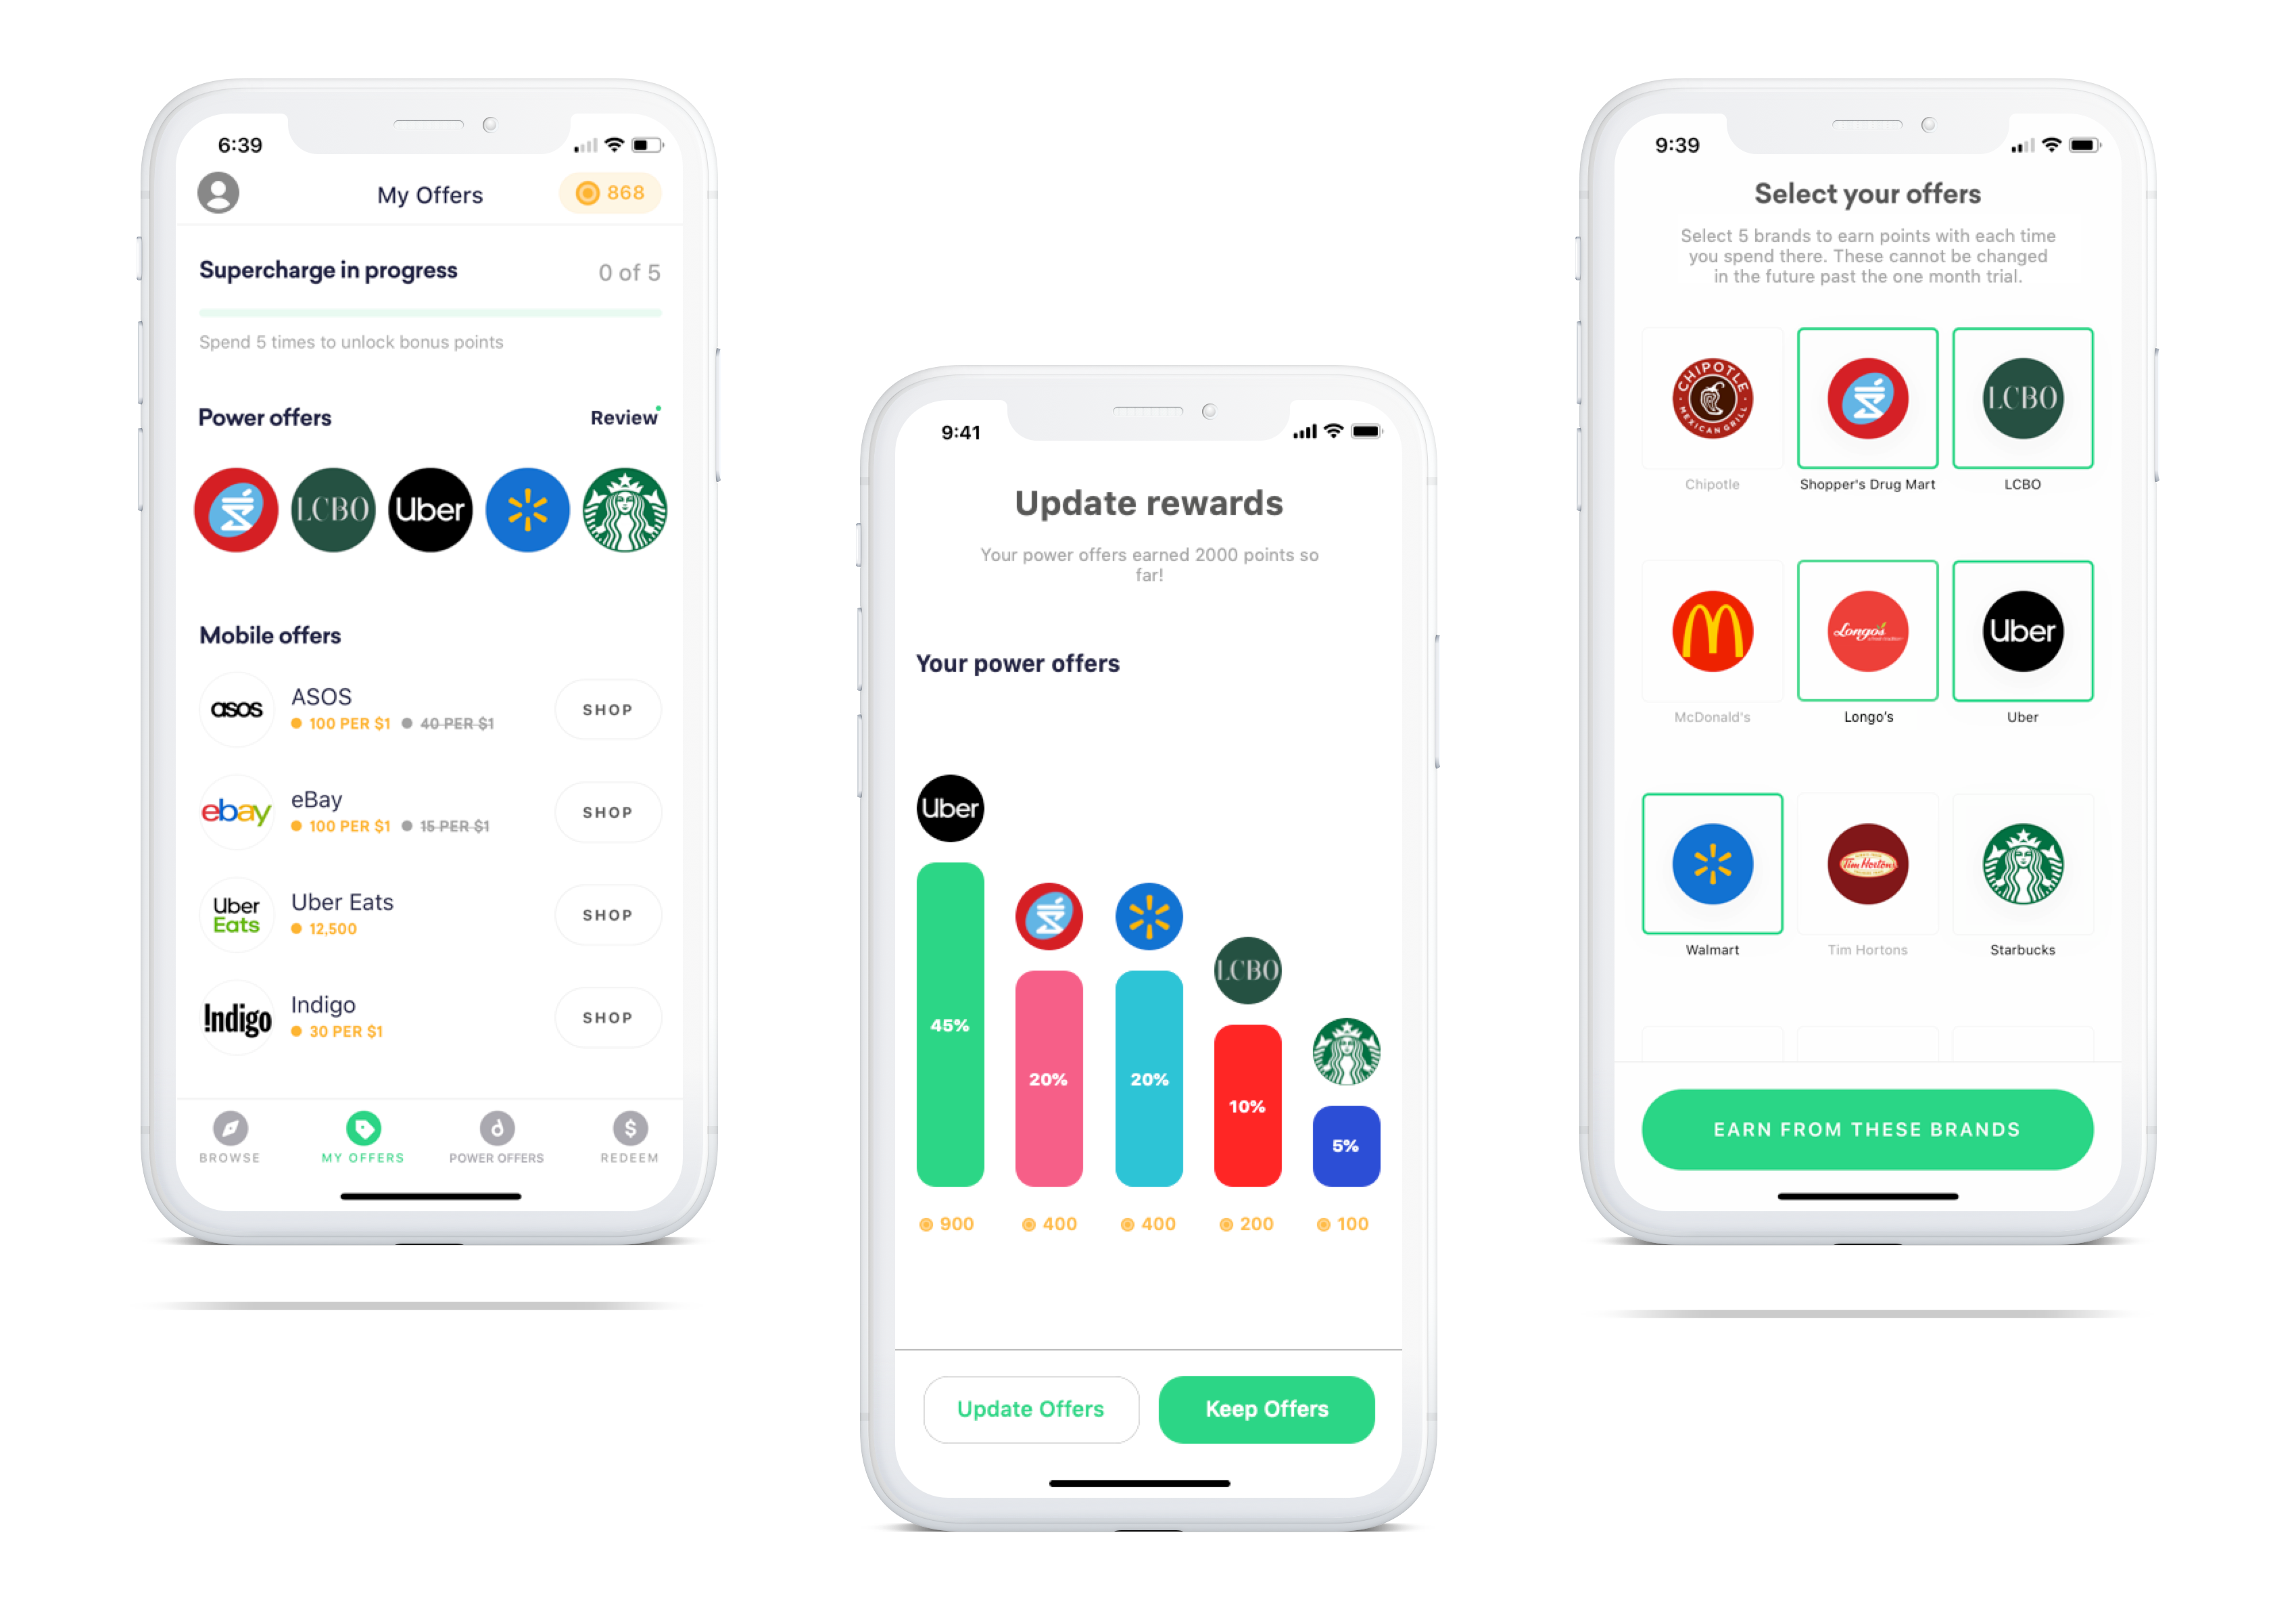 6:39
My Offers
868
Supercharge in progress
0 of 5
Spend 5 times to unlock bonus points
Power offers
Review
LCBO
Uber
Mobile offers
asos
ASOS
100 PER $1
40 PER $1
SHOP
ebay
eBay
100 PER $1
15 PER $1
SHOP
Uber
Eats
Uber Eats
12,500
SHOP
Indigo
Indigo
30 PER $1
SHOP
BROWSE
MY OFFERS
POWER OFFERS
REDEEM
9:41
Update rewards
Your power offers earned 2000 points so
far!
Your power offers
Uber
LCBO
45%
20%
20%
10%
5%
900
400
400
200
100
Update Offers
Keep Offers
9:39
Select your offers
Select 5 brands to earn points with each time
you spend there. These cannot be changed
in the future past the one month trial.
CHIPOTLE
MEXICAN GRILL
LCBO
Chipotle
Shopper's Drug Mart
LCBO
Longo's
Uber
McDonald's
Longo's
Uber
Tim Hortons
Walmart
Tim Hortons
Starbucks
EARN FROM THESE BRANDS